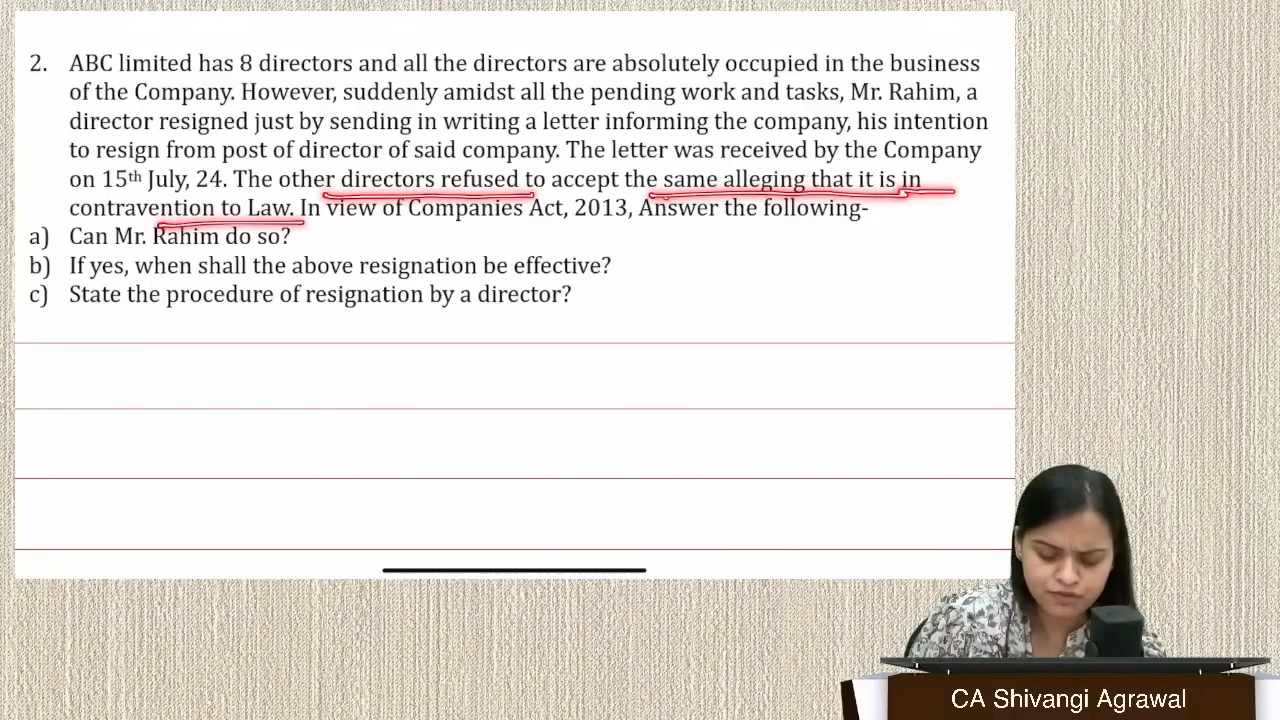 2. ABC limited has 8 directors and all the directors are absolutely occupied in the business
of the Company. However, suddenly amidst all the pending work and tasks, Mr. Rahim, a
director resigned just by sending in writing a letter informing the company, his intention
to resign from post of director of said company. The letter was received by the Company
on 15th July, 24. The other directors refused to accept the same alleging that it is in
contravention to Law. In view of Companies Act, 2013, Answer the following-
a) Can Mr. Rahim do so?
b) If yes, when shall the above resignation be effective?
c) State the procedure of resignation by a director?
CA Shivangi Agrawal